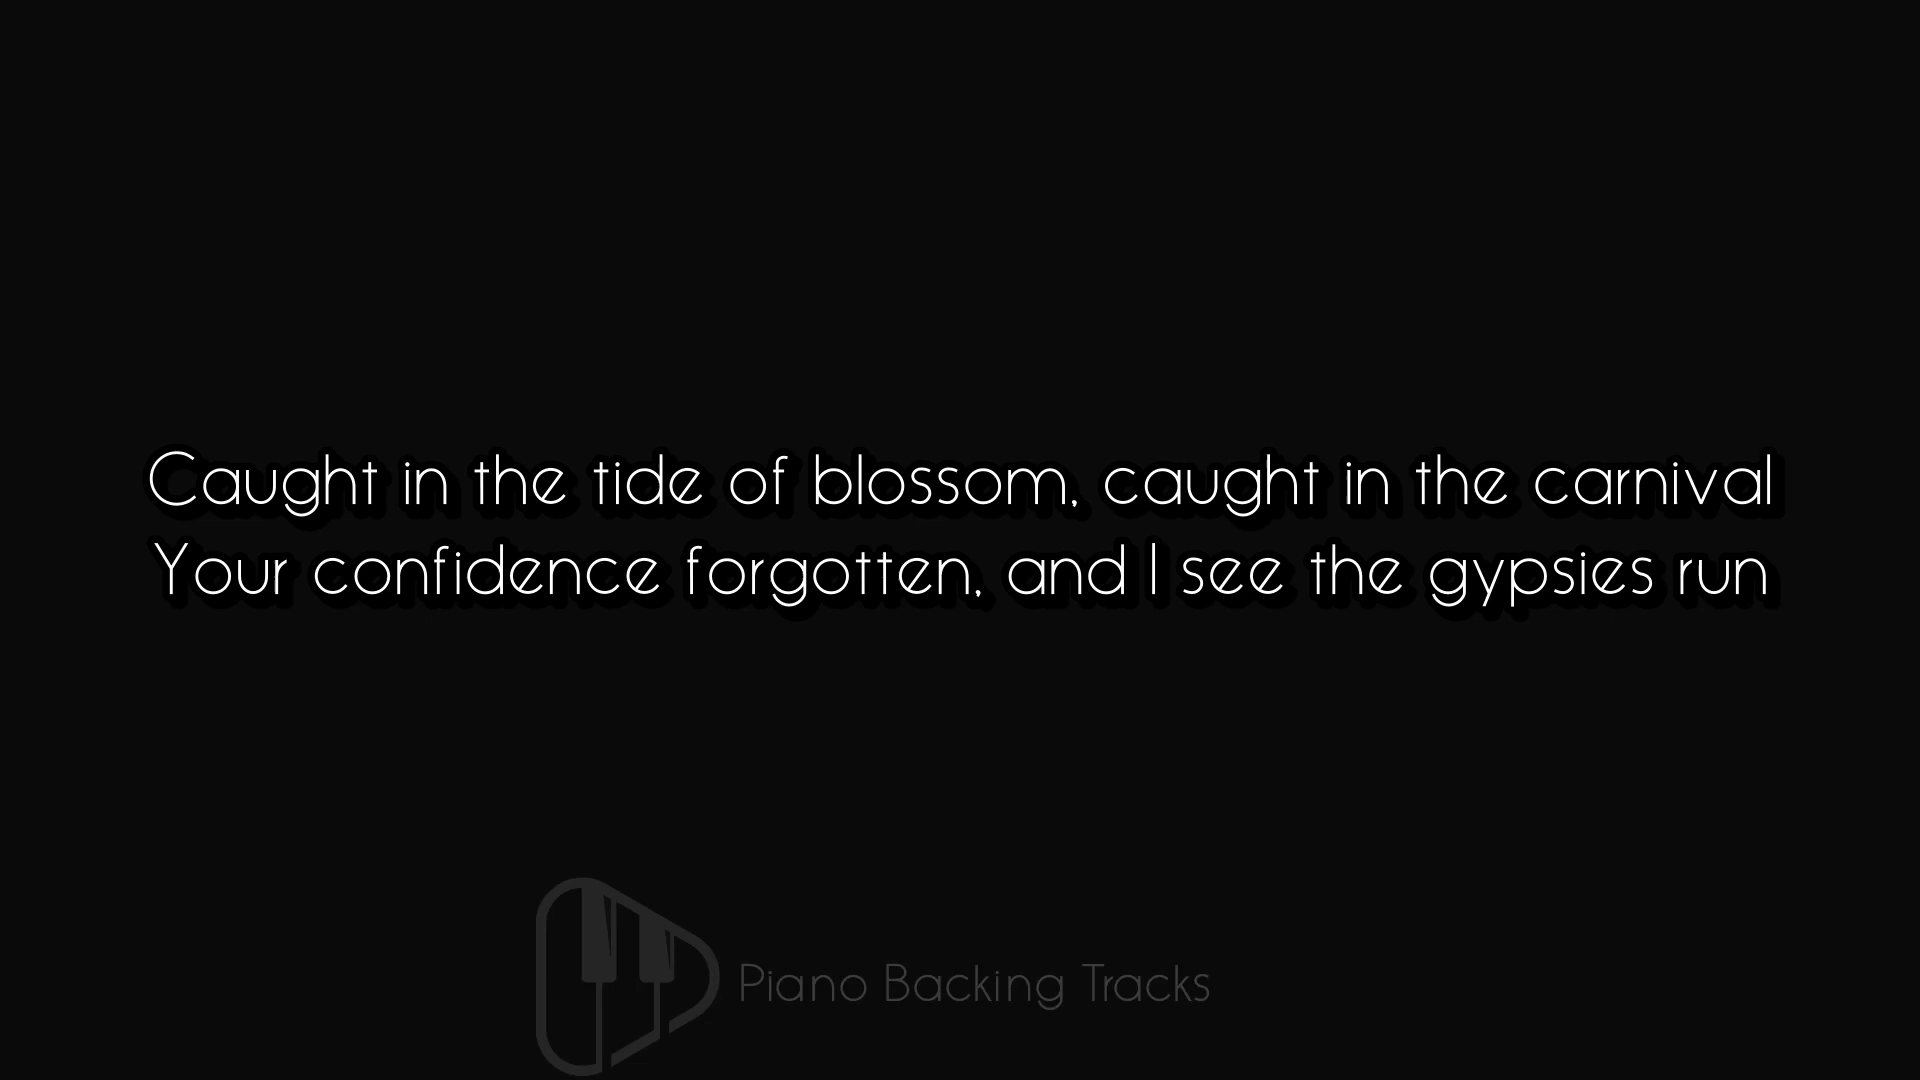 Caught in the tide of blossom, caught in the carnival
Your confidence forgotten, and I see the gypsies run
Piano Backing Tracks